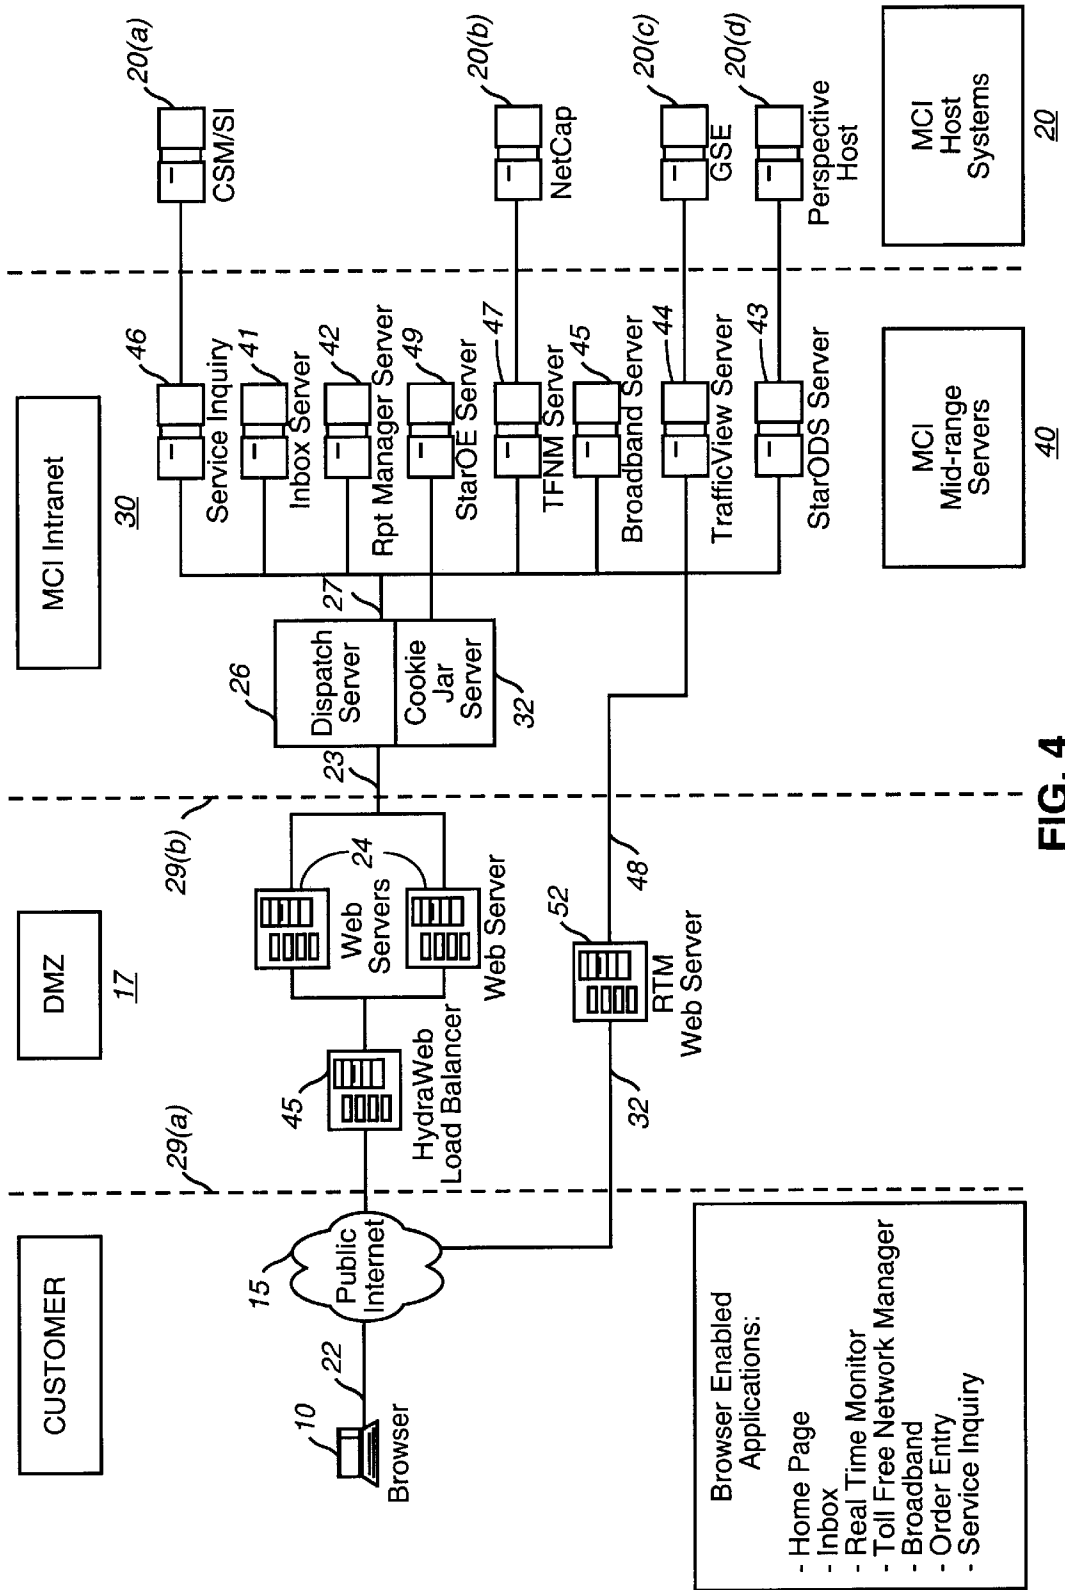 CUSTOMER
DMZ
17
MCI Intranet
30
29(a)
29(b)
10
Browser
22
15
Public
Internet
45
HydraWeb
Load Balancer
24
Web
Servers
Web Server
23
26
Dispatch
Server
Cookie
Jar
Server
32
27
32
52
RTM
Web Server
48
46
Service Inquiry
41
Inbox Server
42
Rpt Manager Server
49
StarOE Server
47
TFNM Server
45
Broadband Server
44
TrafficView Server
43
StarODS Server
20(a)
CSM/SI
20(b)
NetCap
20(c)
GSE
20(d)
Perspective
Host
Browser Enabled
Applications:
- Home Page
- Inbox
- Real Time Monitor
- Toll Free Network Manager
- Broadband
- Order Entry
- Service Inquiry
MCI
Mid-range
Servers
40
MCI
Host
Systems
20
FIG. 4